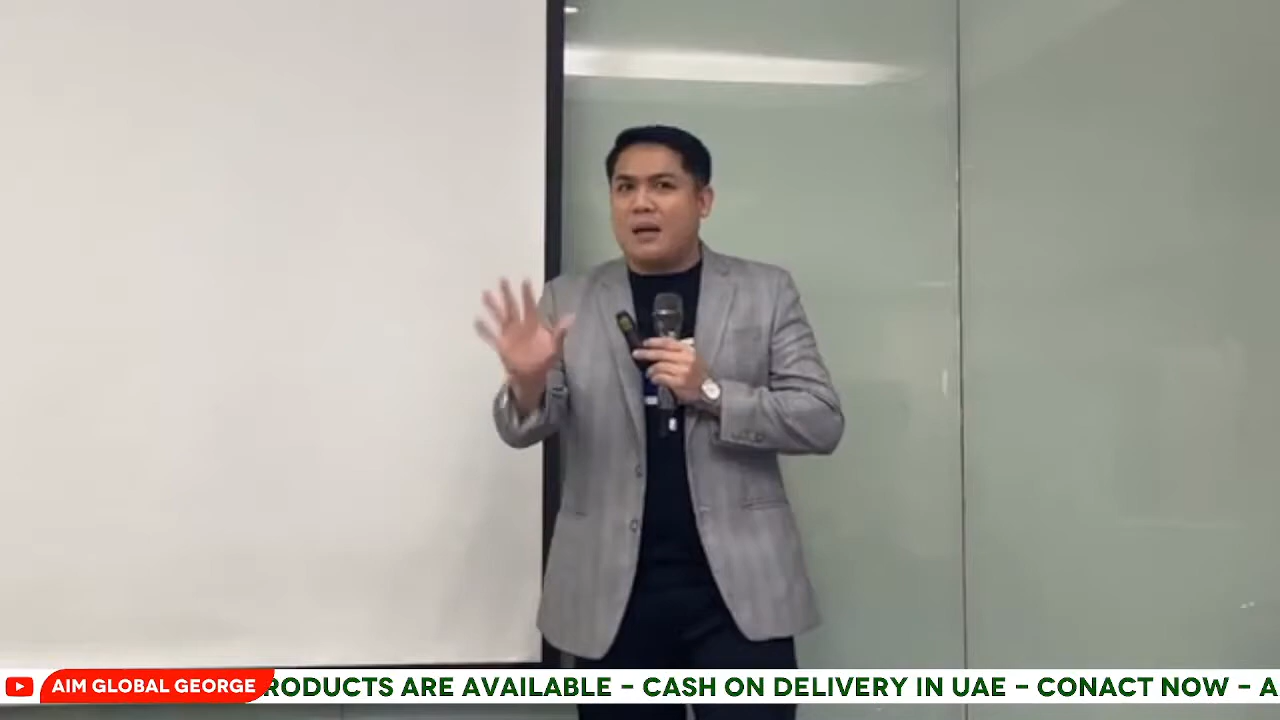 AIM GLOBAL GEORGE RODUCTS ARE AVAILABLE - CASH ON DELIVERY IN UAE - CONACT NOW - A